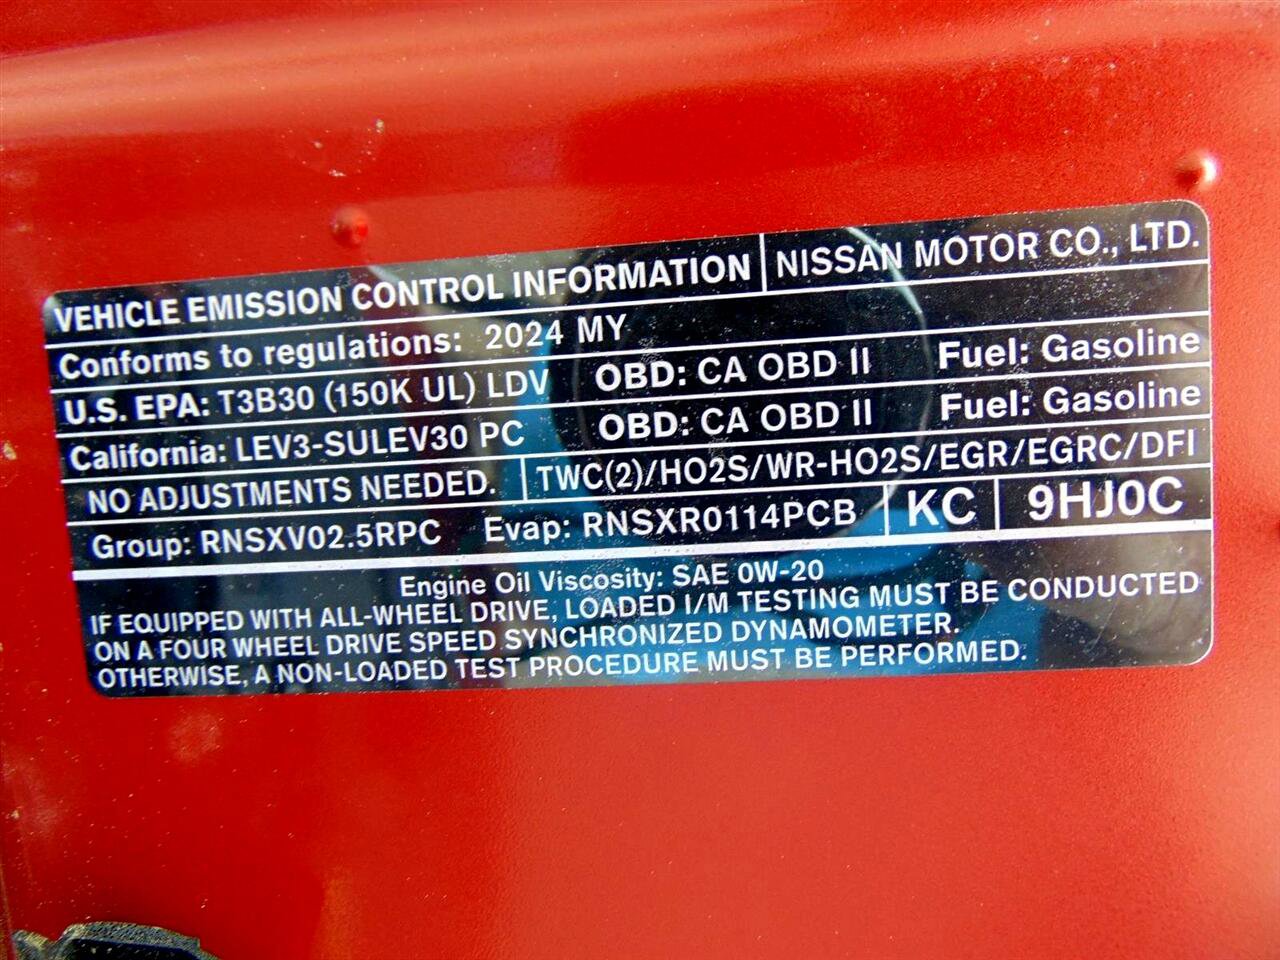 VEHICLE EMISSION CONTROL INFORMATION NISSAN MOTOR CO., LTD.
Conforms to regulations: 2024 MY
U.S. EPA: T3B30 (150K UL) LDV OBD: CA OBD II Fuel: Gasoline
California: LEV3-SULEV30 PC OBD: CA OBD II Fuel: Gasoline
NO ADJUSTMENTS NEEDED. TWC(2)/HO2S/WR-HO2S/EGR/EGRC/DFI
Group: RNSXV02.5RPC Evap: RNSXR0114PCB KC 9HJ0C
Engine Oil Viscosity: SAE 0W-20
IF EQUIPPED WITH ALL-WHEEL DRIVE, LOADED I/M TESTING MUST BE CONDUCTED
ON A FOUR WHEEL DRIVE SPEED SYNCHRONIZED DYNAMOMETER.
OTHERWISE, A NON-LOADED TEST PROCEDURE MUST BE PERFORMED.